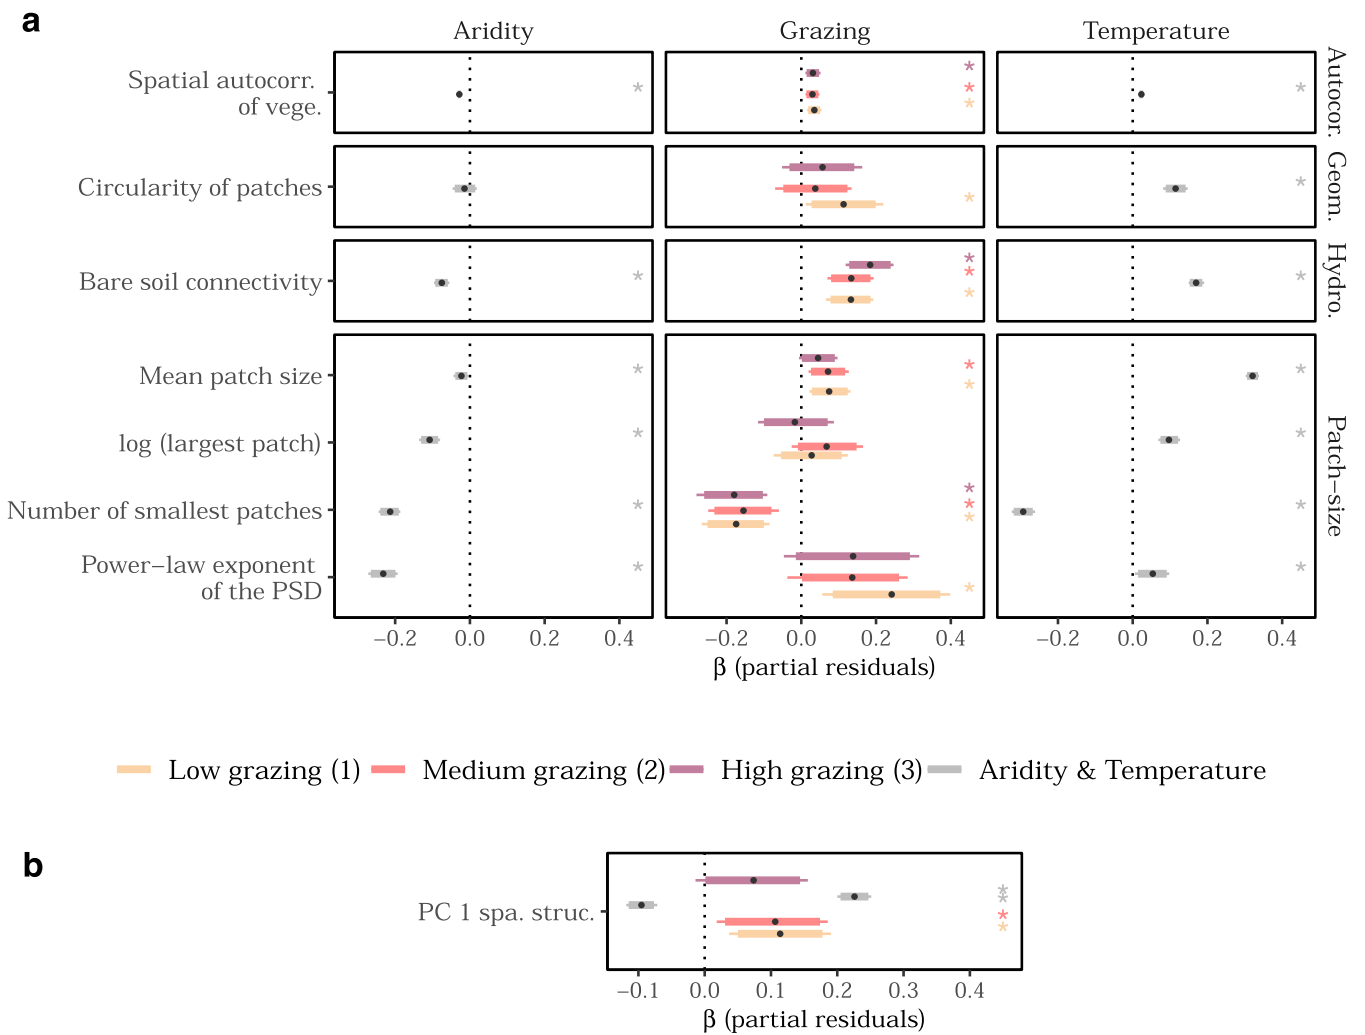 a
Aridity
Grazing
Temperature
Spatial autocorr.
of vege.
*
*
*
*
*
Autocor.
Circularity of patches
*
*
*
Geom.
Bare soil connectivity
*
*
*
*
*
Hydro.
Mean patch size
*
*
*
*
log (largest patch)
*
*
Number of smallest patches
*
*
*
*
*
Power−law exponent
of the PSD
*
*
*
Patch−size
−0.2 0.0 0.2 0.4
−0.2 0.0 0.2 0.4
−0.2 0.0 0.2 0.4
β (partial residuals)
Low grazing (1) Medium grazing (2) High grazing (3) Aridity & Temperature
b
PC 1 spa. struc.
*
*
*
*
−0.1 0.0 0.1 0.2 0.3 0.4
β (partial residuals)